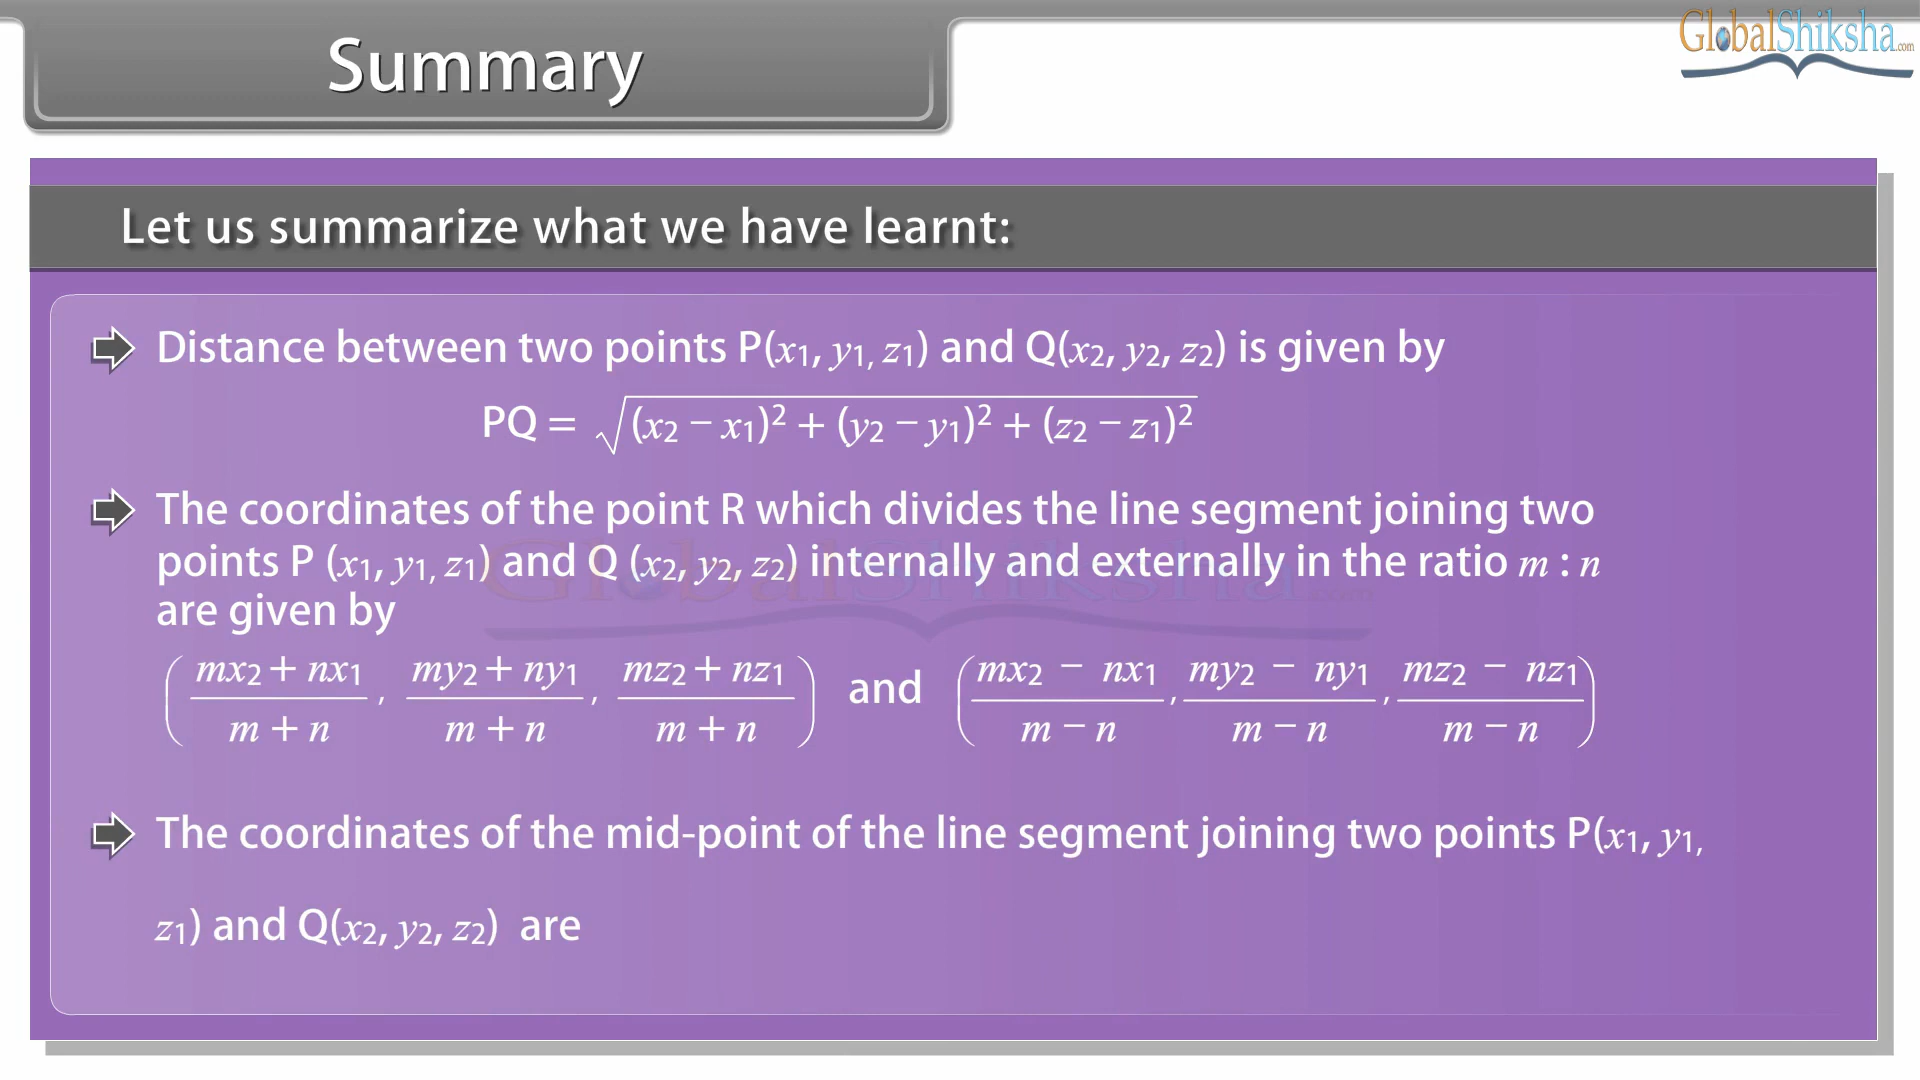 Summary
GlobalShiksha.com
Let us summarize what we have learnt:
Distance between two points P(x1, y1, z1) and Q(x2, y2, z2) is given by
PQ = √(x2 − x1)² + (y2 − y1)² + (z2 − z1)²
The coordinates of the point R which divides the line segment joining two
points P (x1, y1, z1) and Q (x2, y2, z2) internally and externally in the ratio m : n
are given by
(mx2 + nx1 / m + n, my2 + ny1 / m + n, mz2 + nz1 / m + n) and (mx2 − nx1 / m − n, my2 − ny1 / m − n, mz2 − nz1 / m − n)
The coordinates of the mid-point of the line segment joining two points P(x1, y1,
z1) and Q(x2, y2, z2) are
GlobalShiksha.com